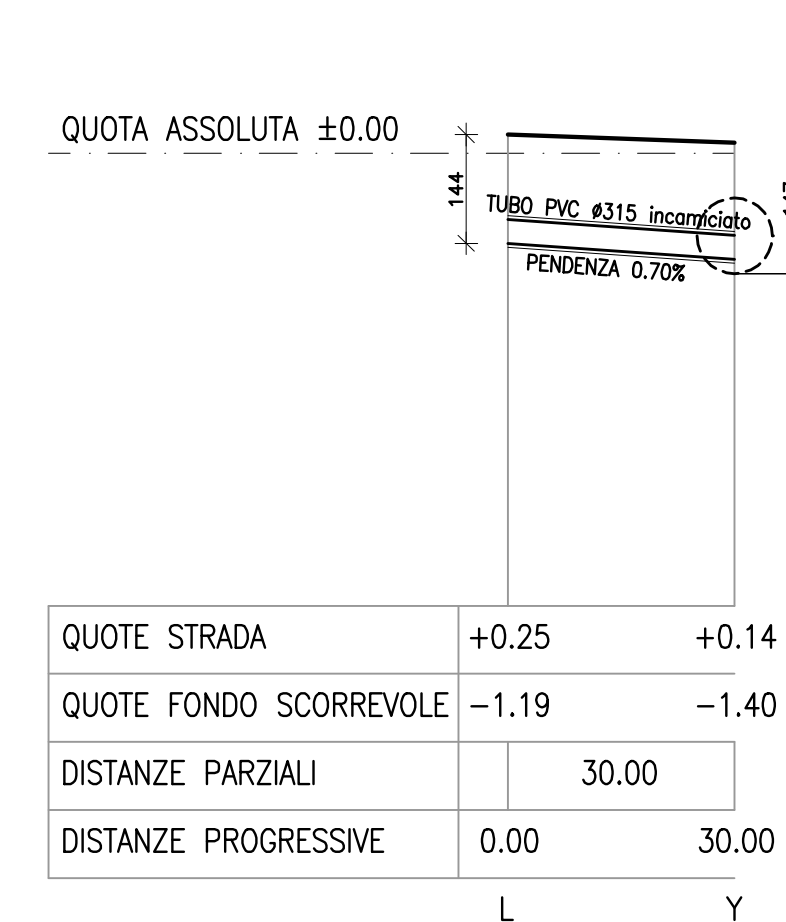 QUOTA ASSOLUTA ±0.00
144
TUBO PVC ø315 incamiciato
PENDENZA 0.70%
QUOTE STRADA +0.25 +0.14
QUOTE FONDO SCORREVOLE -1.19 -1.40
DISTANZE PARZIALI 30.00
DISTANZE PROGRESSIVE 0.00 30.00
L Y